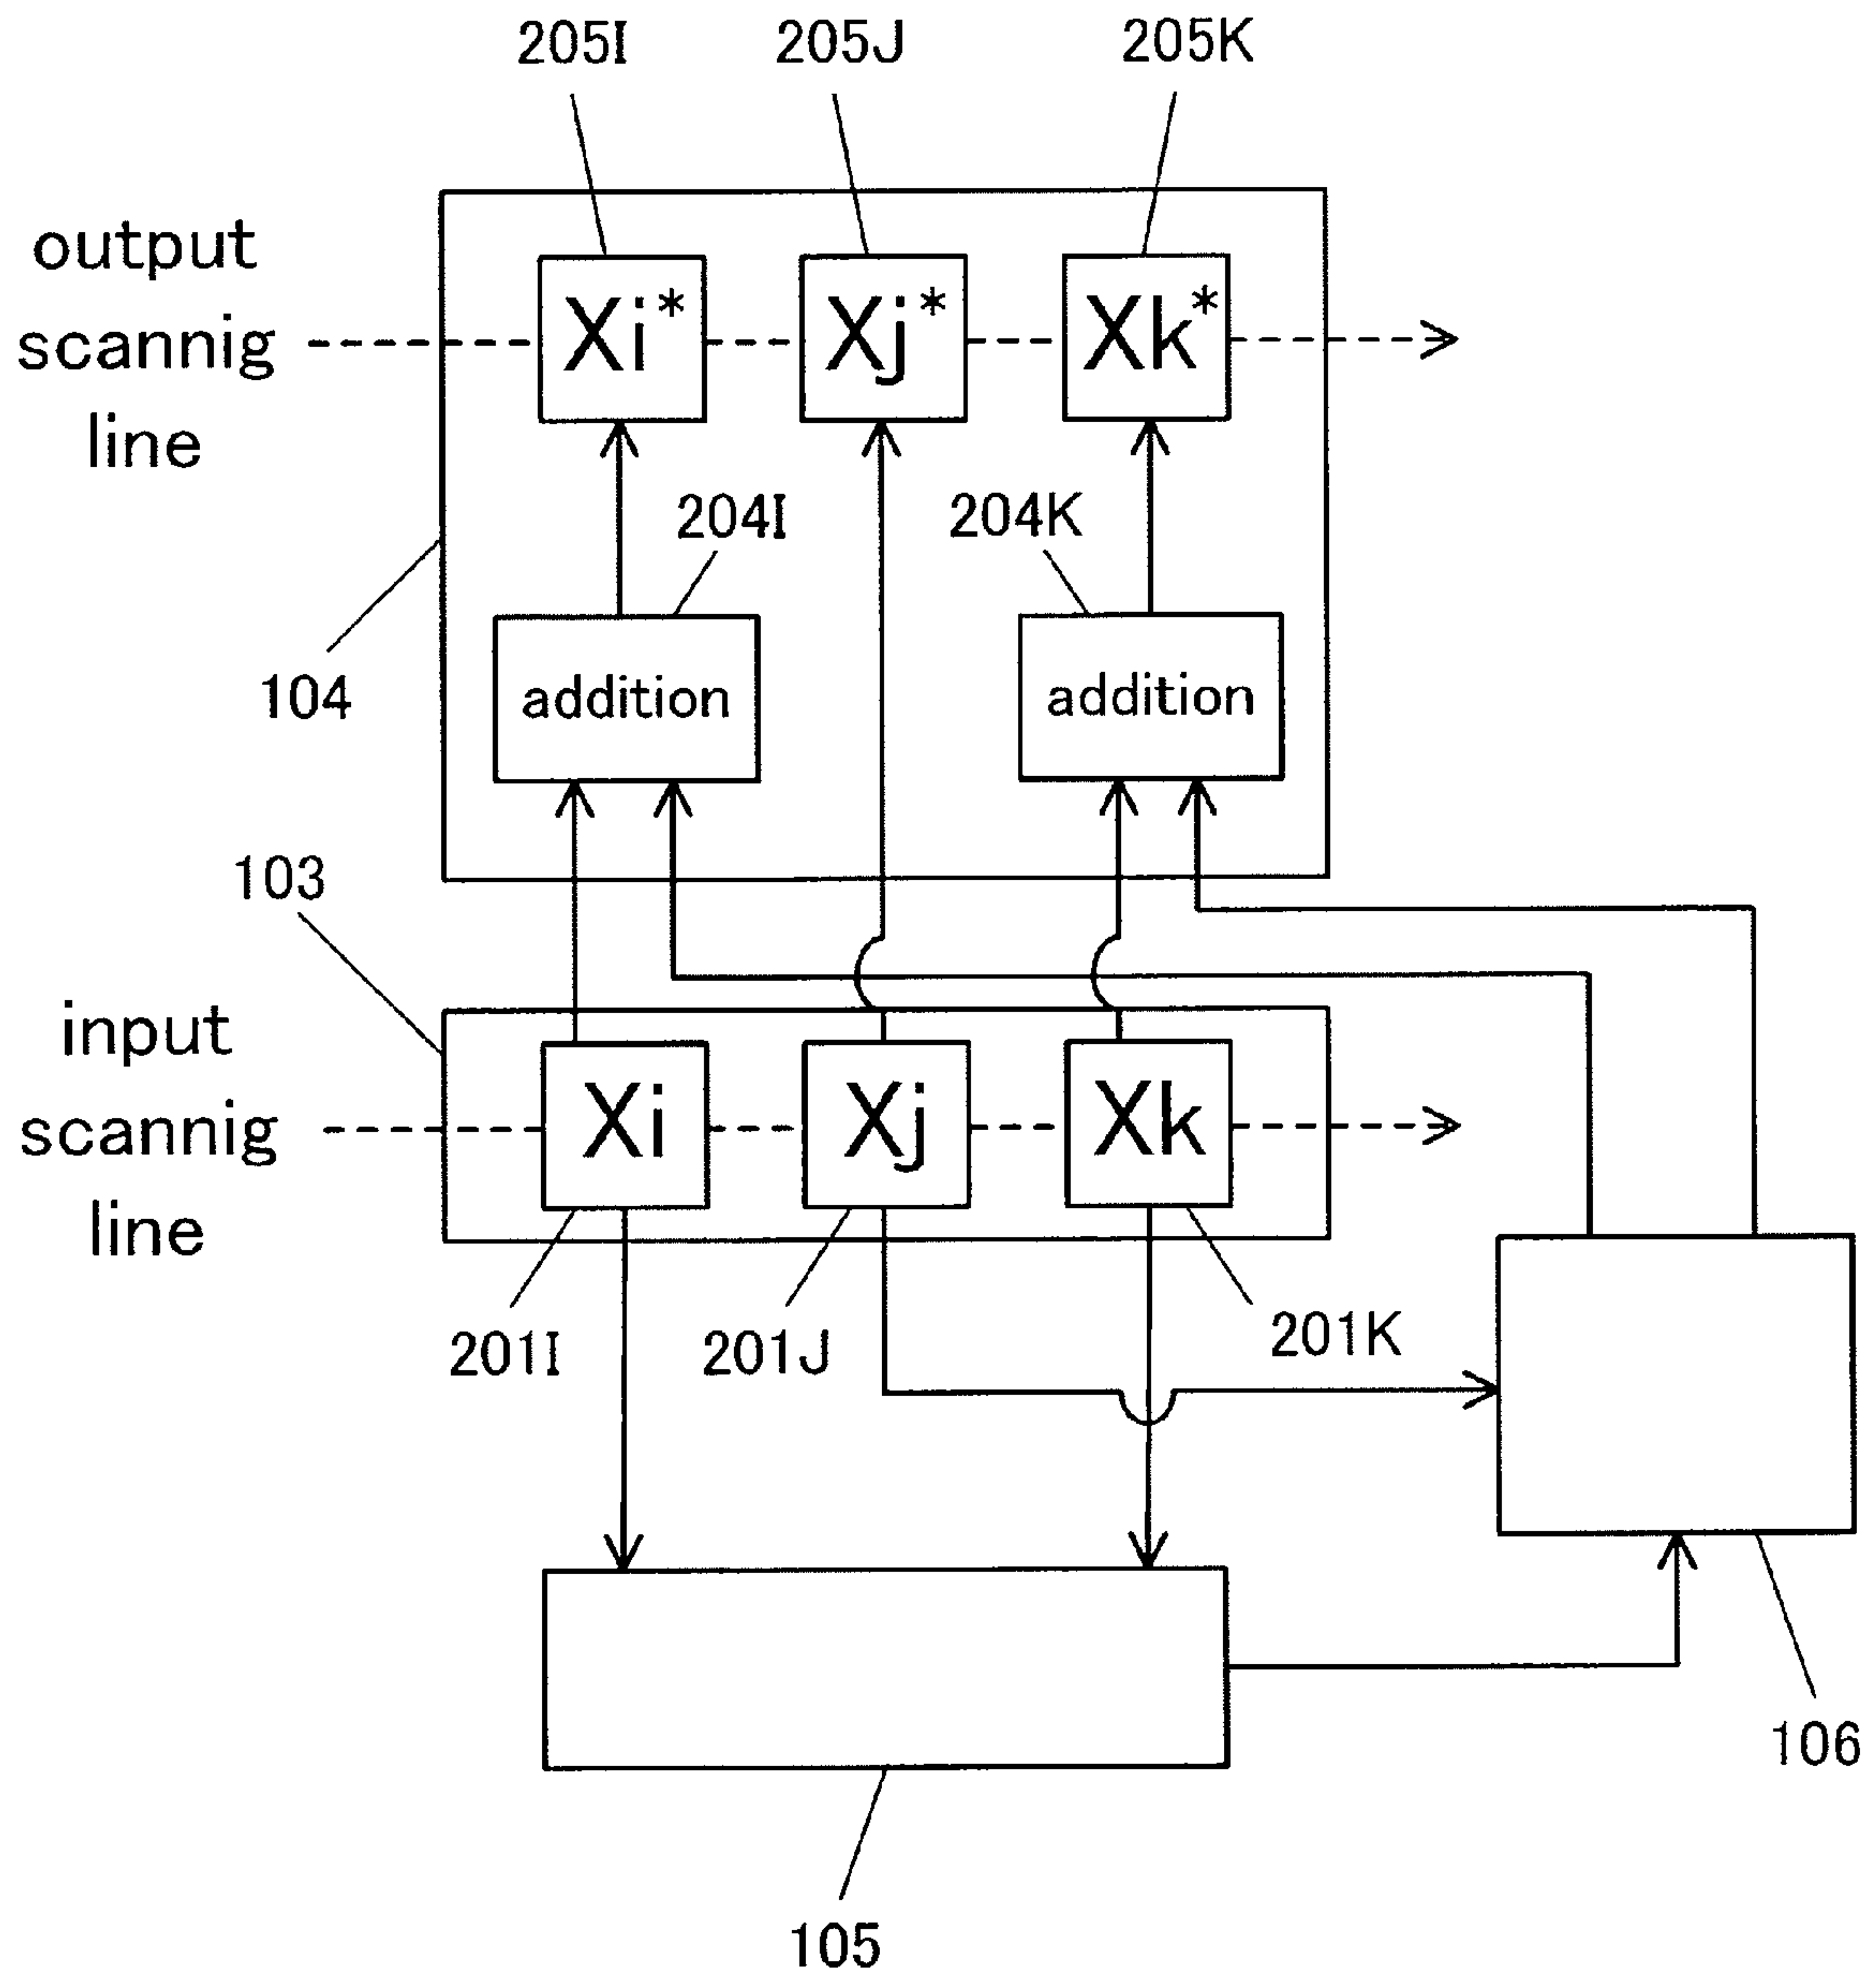 205I 205J 205K
output
scannig
line
Xi* Xj* Xk*
204I 204K
104
addition addition
103
input
scannig
line
Xi Xj Xk
201I 201J 201K
106
105